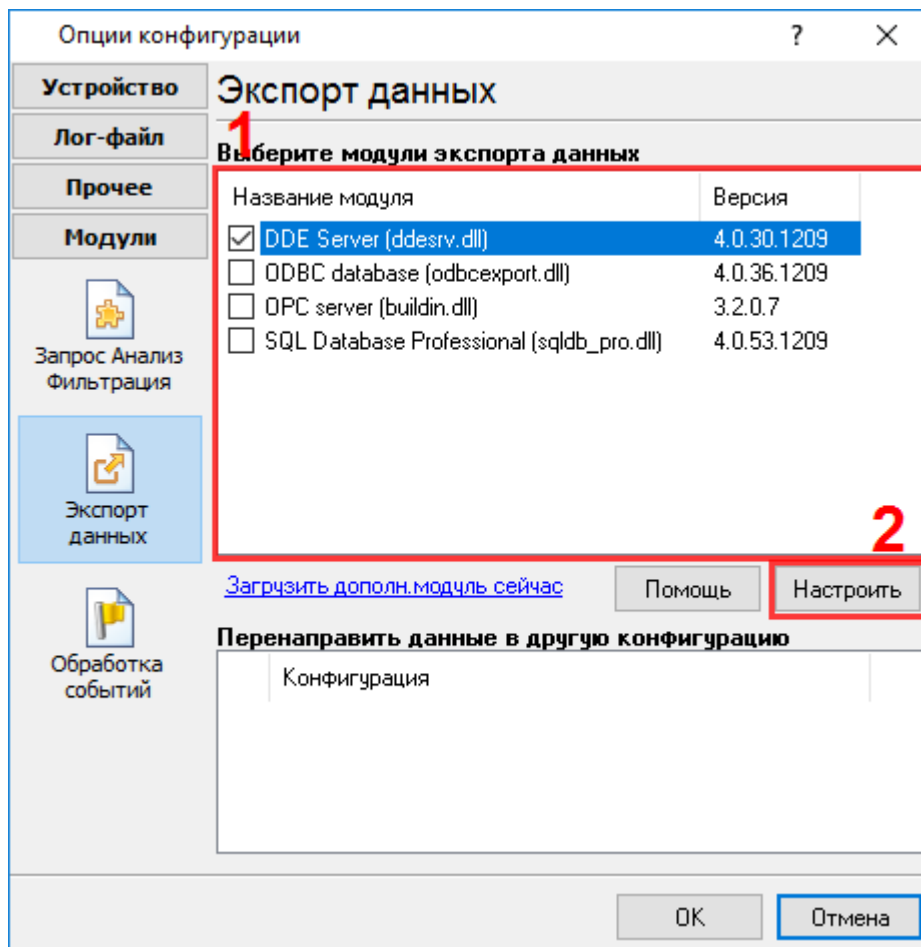 Опции конфигурации
?
Устройство
Лог-файл
Прочее
Модули
Запрос Анализ
Фильтрация
Экспорт
данных
Обработка
событий
Экспорт данных
1
Выберите модули экспорта данных
Название модуля Версия
DDE Server (ddesrv.dll) 4.0.30.1209
ODBC database (odbcexport.dll) 4.0.36.1209
OPC server (buildin.dll) 3.2.0.7
SQL Database Professional (sqldb_pro.dll) 4.0.53.1209
2
Загрузить дополн.модуль сейчас
Помощь
Настроить
Перенаправить данные в другую конфигурацию
Конфигурация
OK
Отмена